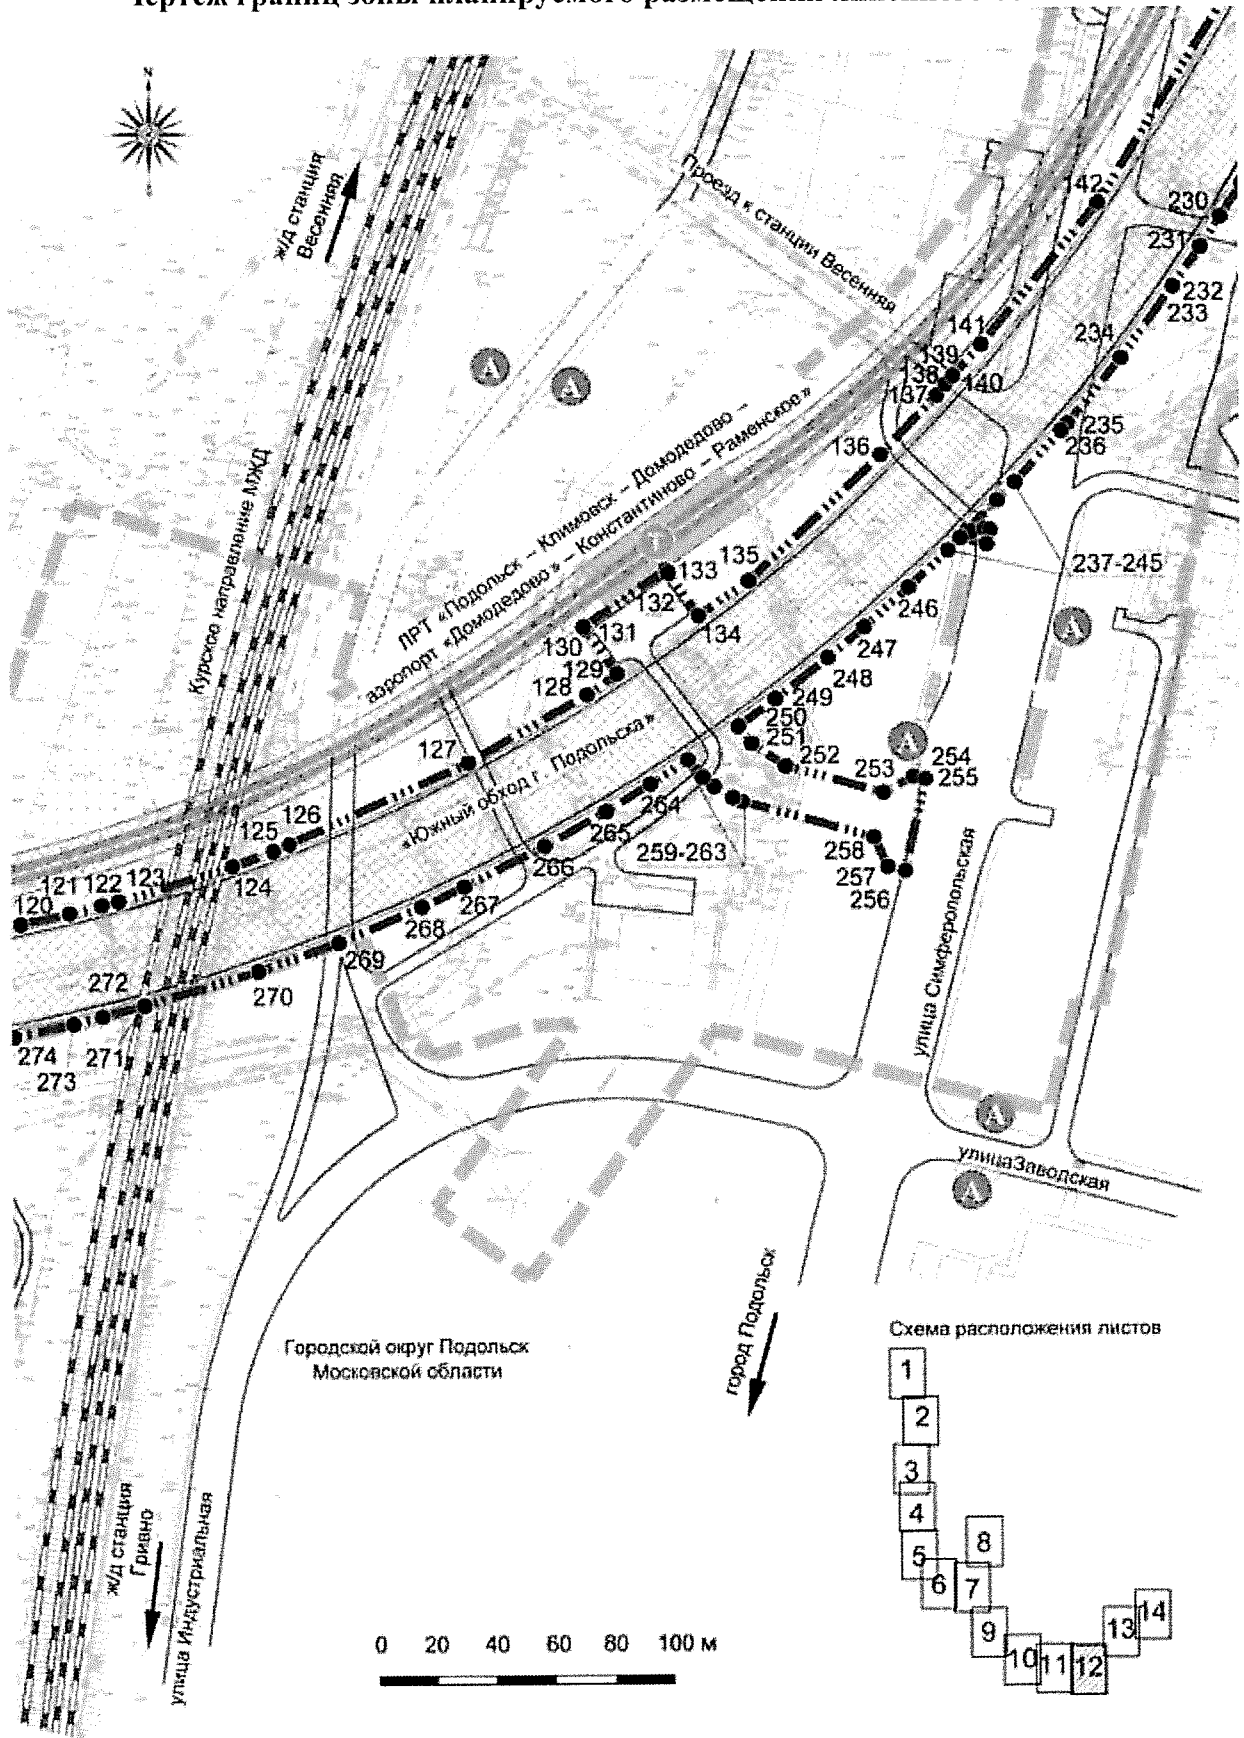 Чертеж границ зоны планируемого размещения
N
ж/д станция
Весенняя
Проезд к станции Весенняя
142
230
231
232
233
234
235
236
141
139
138
140
137
136
А
А
Курское направление МЖД
ЛРТ «Подольск – Климовск – Домодедово –
аэропорт «Домодедово» – Константиново – Раменское»
Т
133
135
132
134
131
130
129
128
237-245
246
А
247
248
249
250
251
252
253
А
254
255
127
«Южный обход г. Подольска»
126
125
124
123
122
121
120
264
265
266
259-263
258
257
256
267
268
269
270
272
271
274
273
улица Симферопольская
А
улицаЗаводская
А
город Подольск
Городской округ Подольск
Московской области
Схема расположения листов
1
2
3
4
5
6
7
8
9
10
11
12
13
14
ж/д станция
Гривно
улица Индустриальная
0 20 40 60 80 100 м